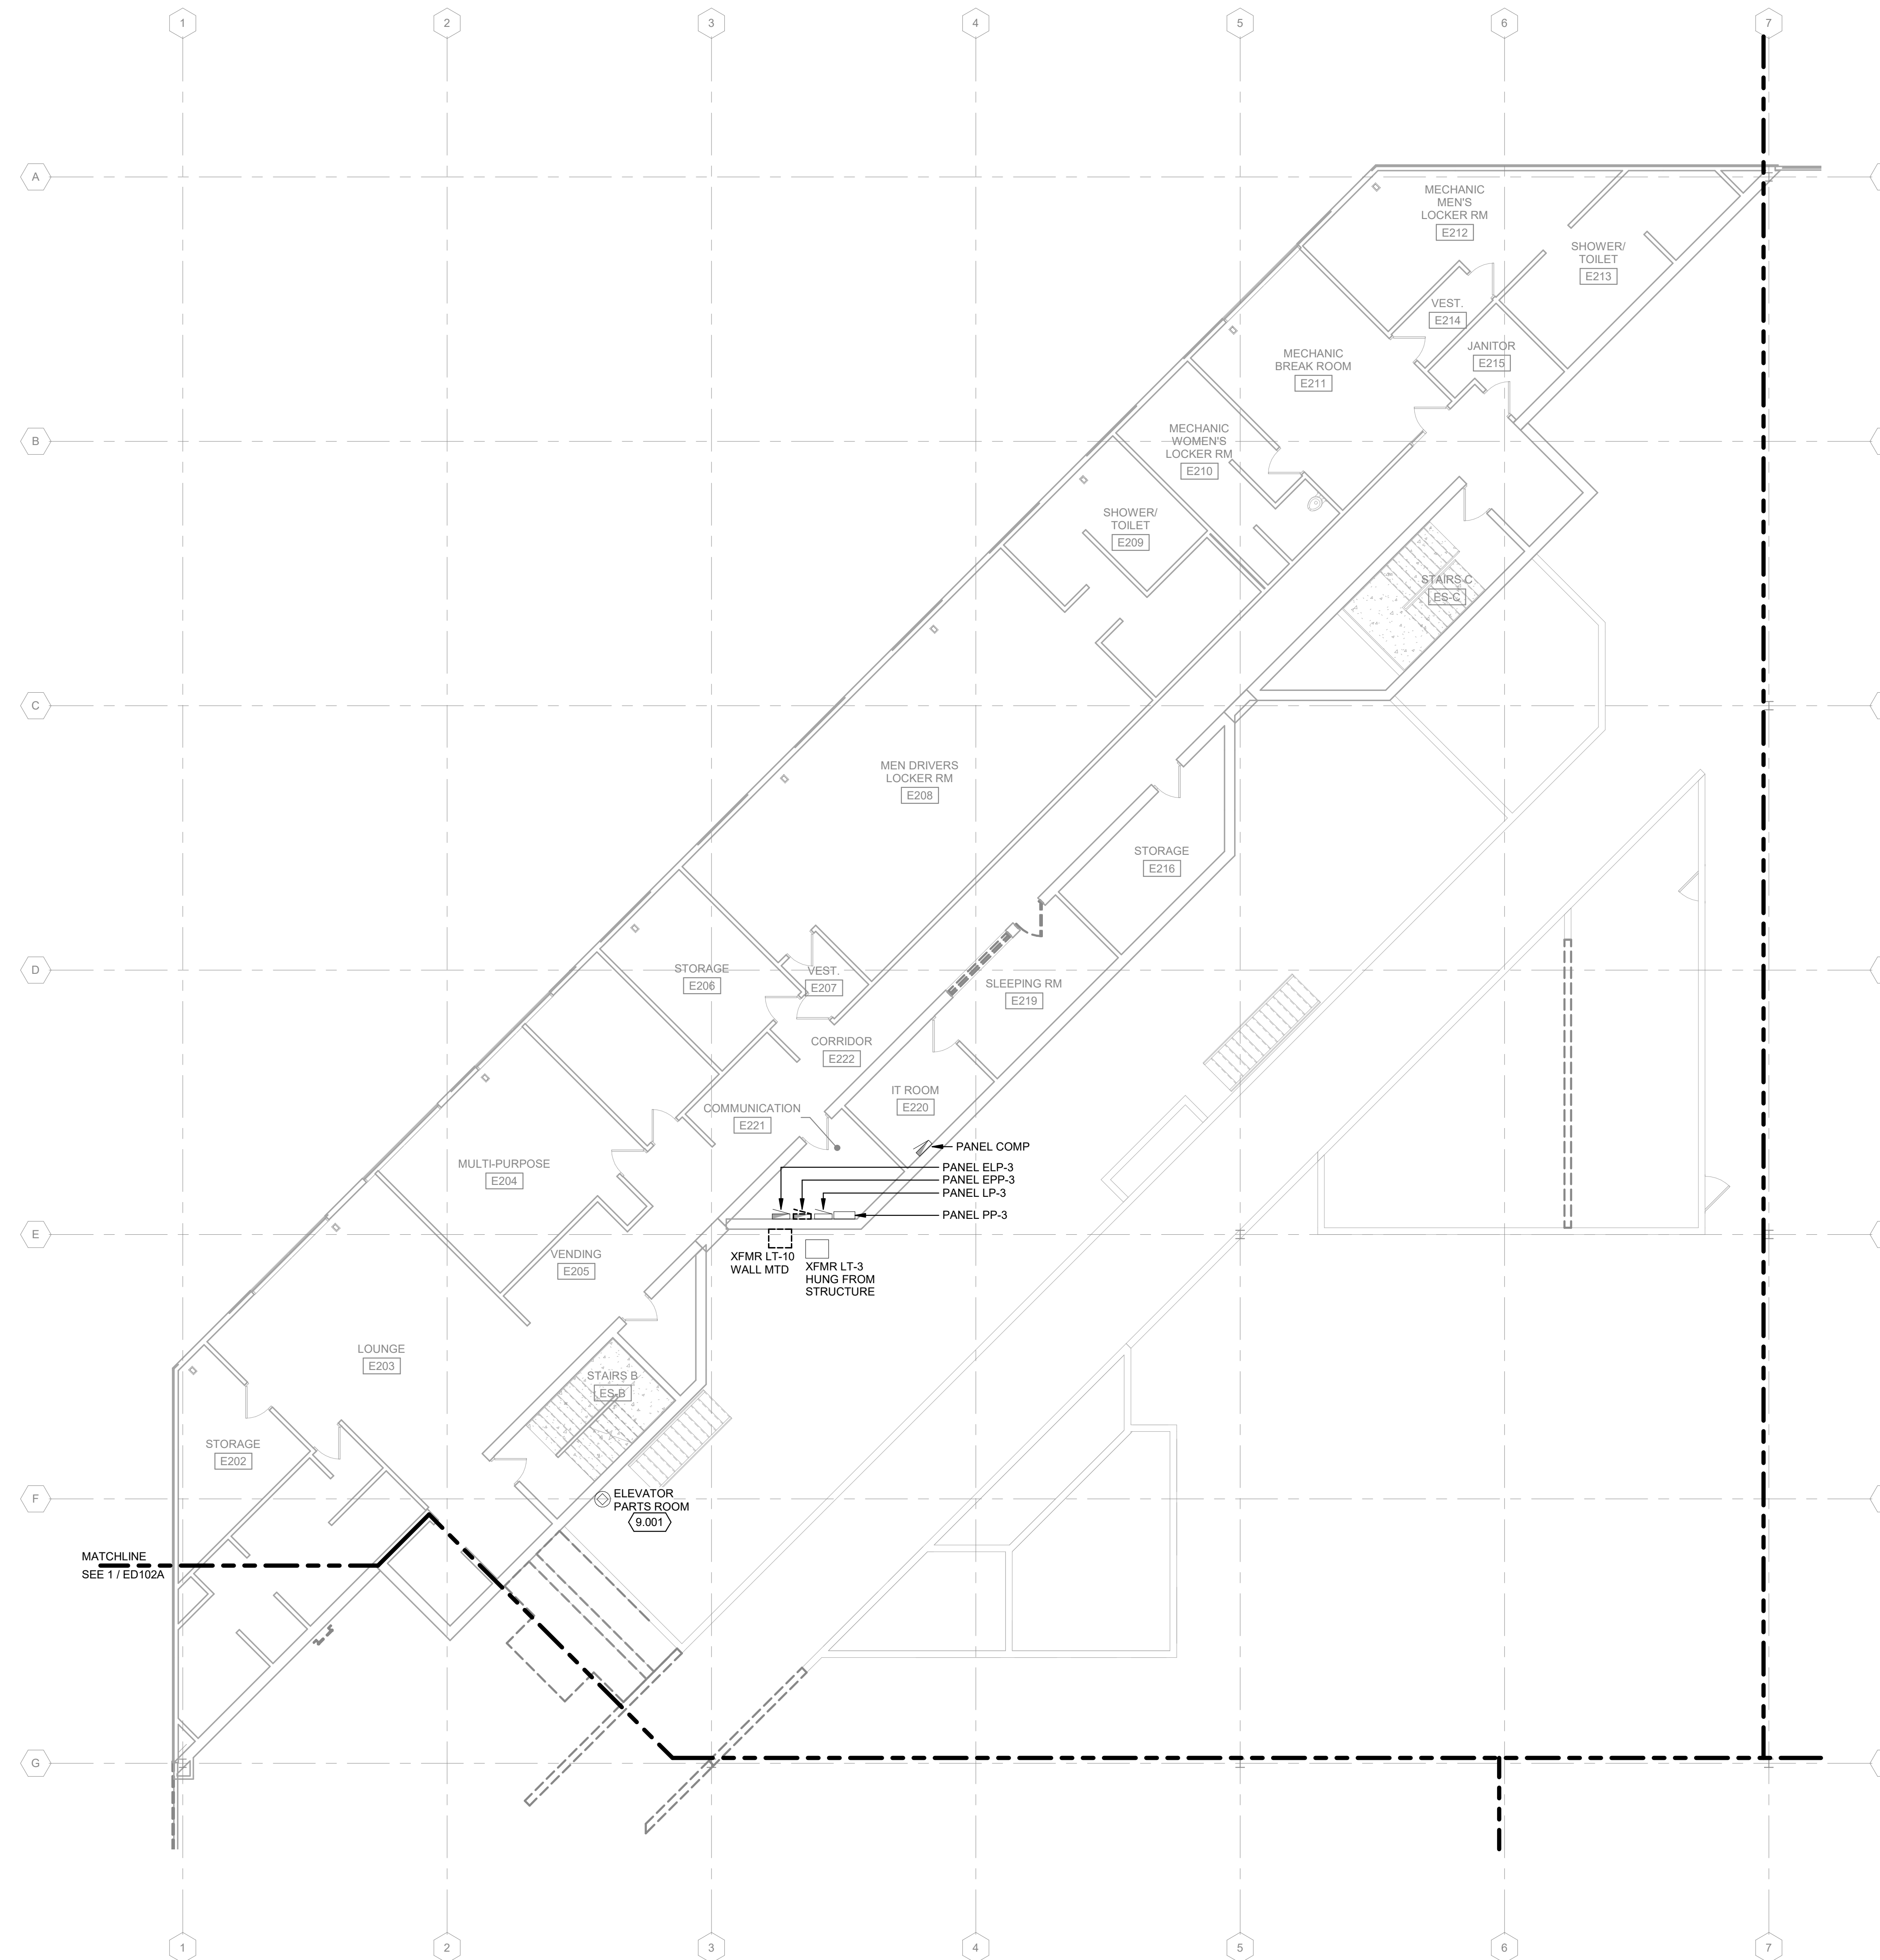 1 2 3 4 5 6 7
A
MECHANIC
MEN'S
LOCKER RM
E212
SHOWER/
TOILET
E213
VEST.
E214
JANITOR
E215
MECHANIC
BREAK ROOM
E211
B
MECHANIC
WOMEN'S
LOCKER RM
E210
SHOWER/
TOILET
E209
STAIRS C
ES-C
C
MEN DRIVERS
LOCKER RM
E208
STORAGE
E216
D
STORAGE
E206
VEST.
E207
SLEEPING RM
E219
CORRIDOR
E222
IT ROOM
E220
COMMUNICATION
E221
PANEL COMP
PANEL ELP-3
PANEL EPP-3
PANEL LP-3
PANEL PP-3
MULTI-PURPOSE
E204
E
VENDING
E205
XFMR LT-10
WALL MTD
XFMR LT-3
HUNG FROM
STRUCTURE
LOUNGE
E203
STAIRS B
ES-B
STORAGE
E202
F
ELEVATOR
PARTS ROOM
9.001
MATCHLINE
SEE 1 / ED102A
G
1 2 3 4 5 6 7